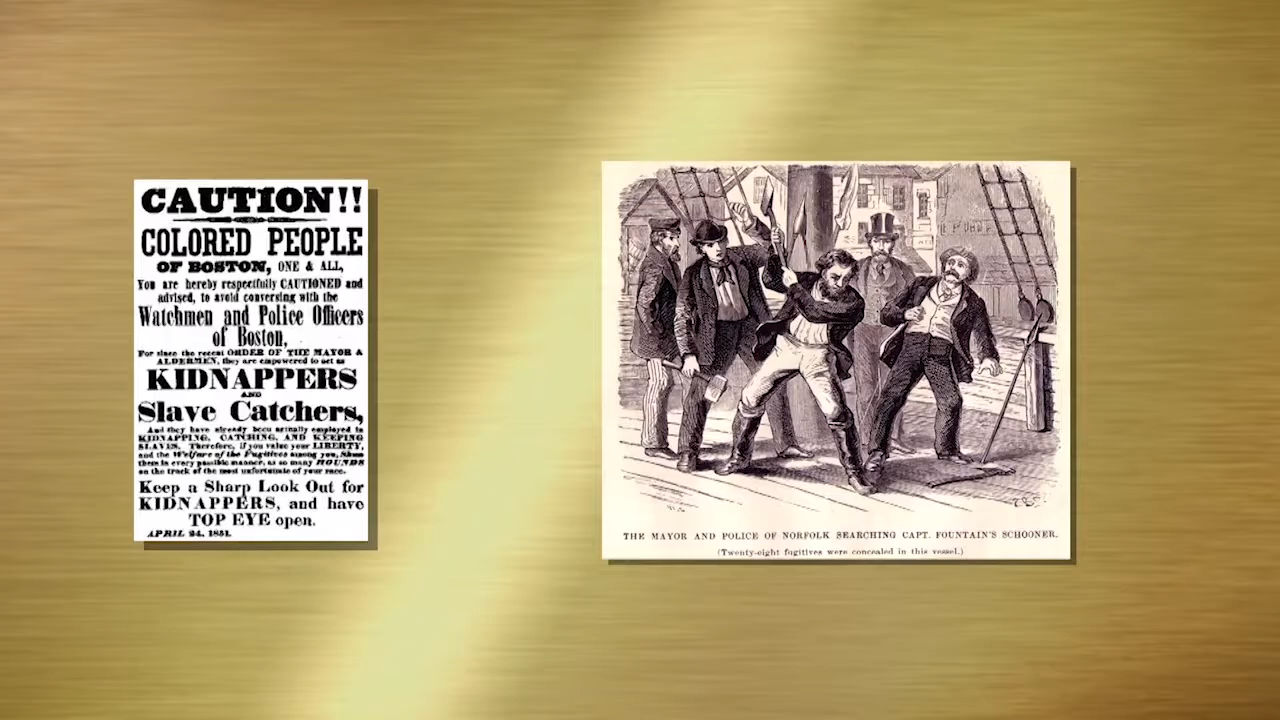 CAUTION!!
COLORED PEOPLE
OF BOSTON, ONE & ALL,
You are hereby respectfully CAUTIONED and
advised, to avoid conversing with the
Watchmen and Police Officers
of Boston,
For since the recent ORDER OF THE MAYOR &
ALDERMEN, they are empowered to act as
KIDNAPPERS
AND
Slave Catchers,
And they have already been actually employed in
KIDNAPPING, CATCHING, AND KEEPING
SLAVES. Therefore, if you value your LIBERTY,
and the Welfare of the Fugitives among you, Shun
them in every possible manner, as so many HOUNDS
on the track of the most unfortunate of your race.
Keep a Sharp Look Out for
KIDNAPPERS, and have
TOP EYE open.
APRIL 24, 1851.
THE MAYOR AND POLICE OF NORFOLK SEARCHING CAPT. FOUNTAIN'S SCHOONER.
(Twenty-eight fugitives were concealed in this vessel.)